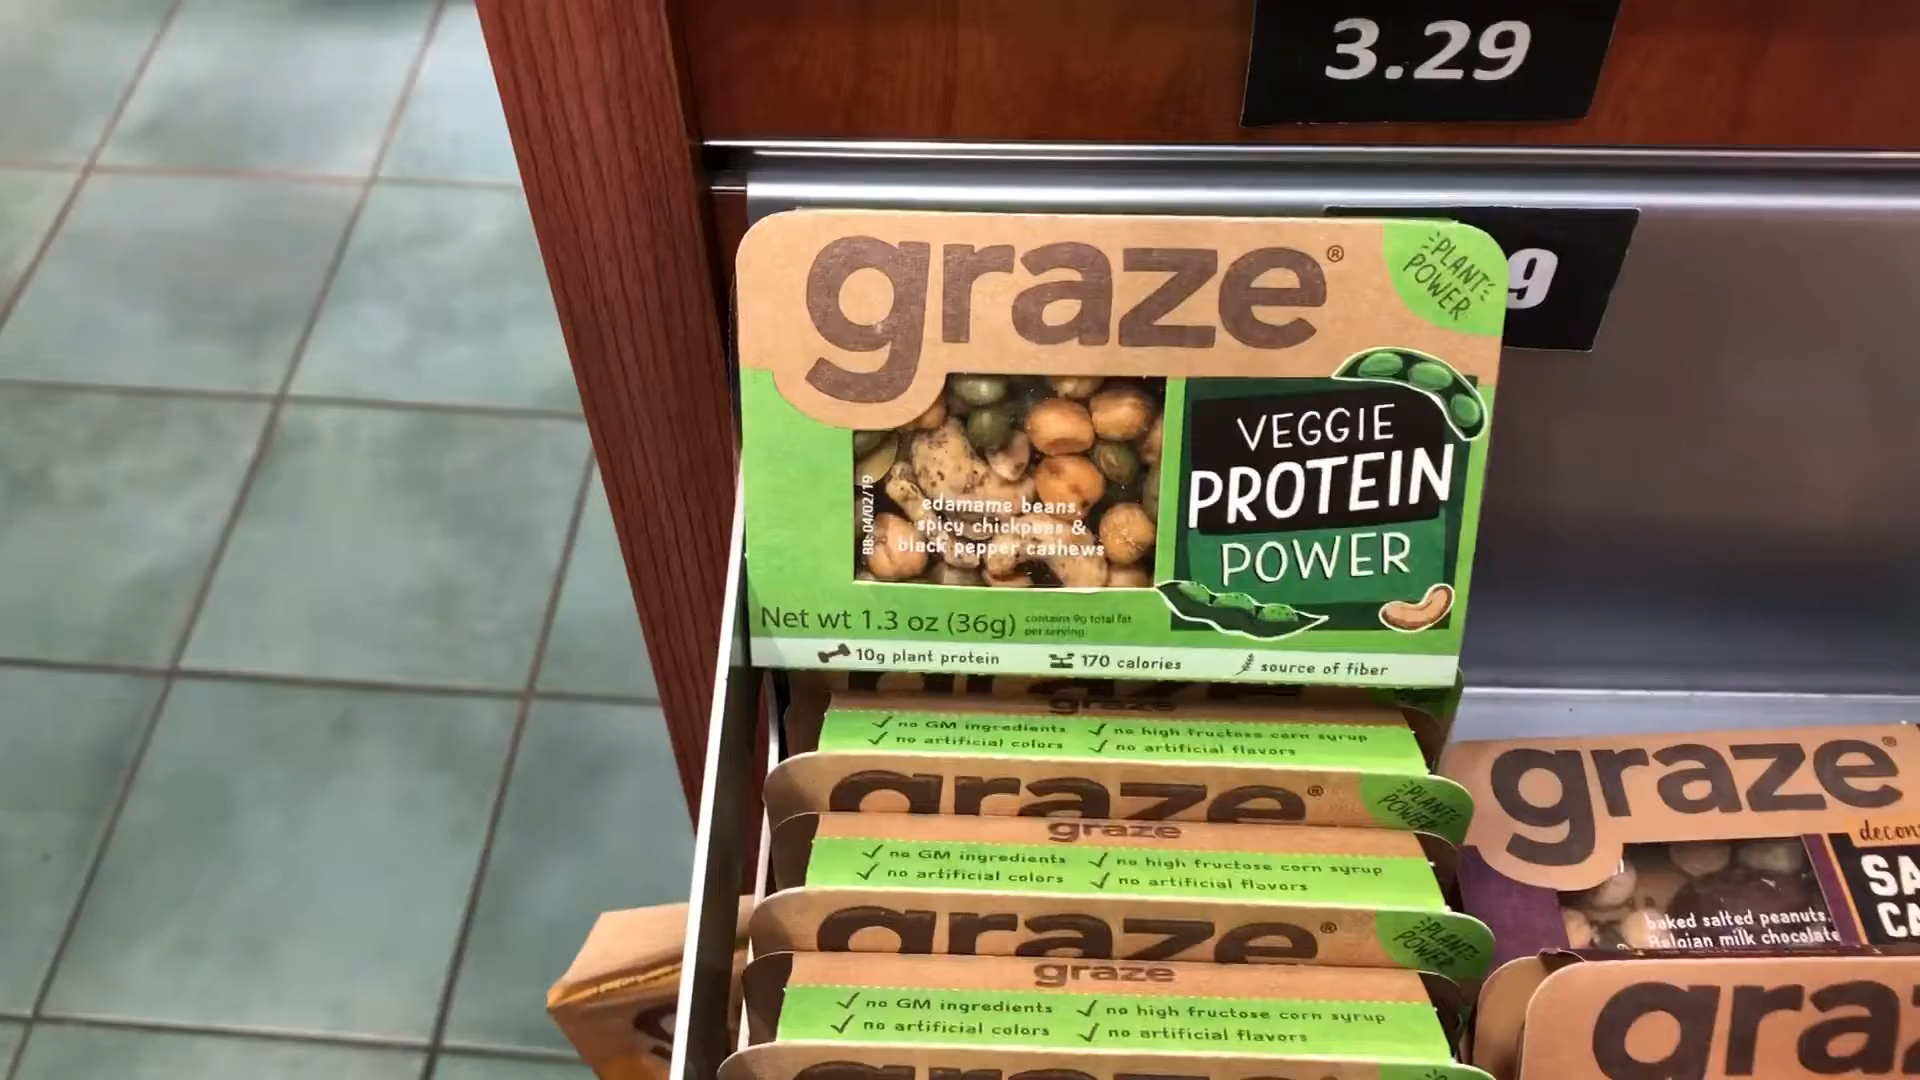 3.29
9
graze®
PLANT
POWER
VEGGIE
PROTEIN
POWER
BB: 04/02/19
edamame beans,
spicy chickpeas &
black pepper cashews
Net wt 1.3 oz (36g)
contains 9g total fat
per serving
10g plant protein
170 calories
source of fiber
graze
no GM ingredients
no high fructose corn syrup
no artificial colors
no artificial flavors
graze®
PLANT
POWER
graze
no GM ingredients
no high fructose corn syrup
no artificial colors
no artificial flavors
graze®
PLANT
POWER
graze
no GM ingredients
no high fructose corn syrup
no artificial colors
no artificial flavors
graze
graze®
baked salted peanuts,
Belgian milk chocolate
decon
SA
CA
graz